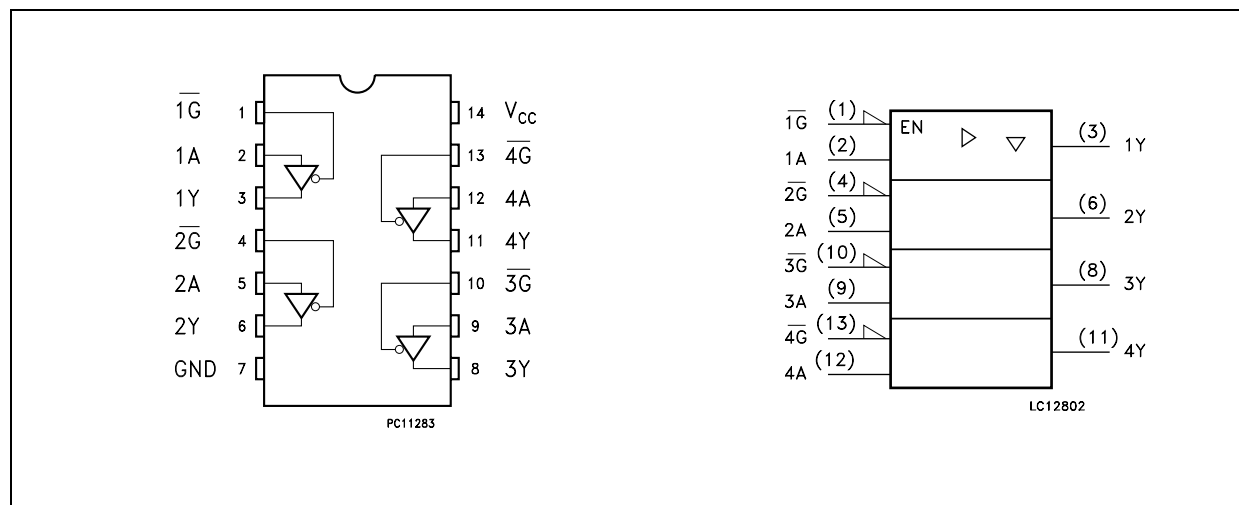 1G̅ 1 14 VCC
1A 2 13 4G̅
1Y 3 12 4A
2G̅ 4 11 4Y
2A 5 10 3G̅
2Y 6 9 3A
GND 7 8 3Y
PC11283
1G̅ (1) EN (3) 1Y
1A (2)
2G̅ (4) (6) 2Y
2A (5)
3G̅ (10) (8) 3Y
3A (9)
4G̅ (13) (11) 4Y
4A (12)
LC12802